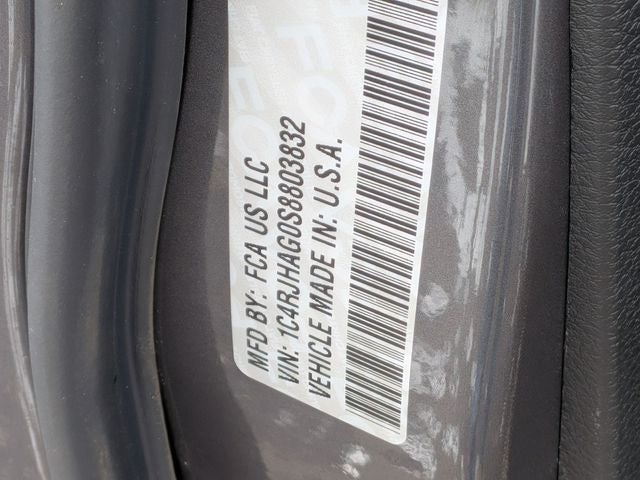 MFD BY: FCA US LLC
VIN: 1C4RJHAG0S8803832
VEHICLE MADE IN: U.S.A.